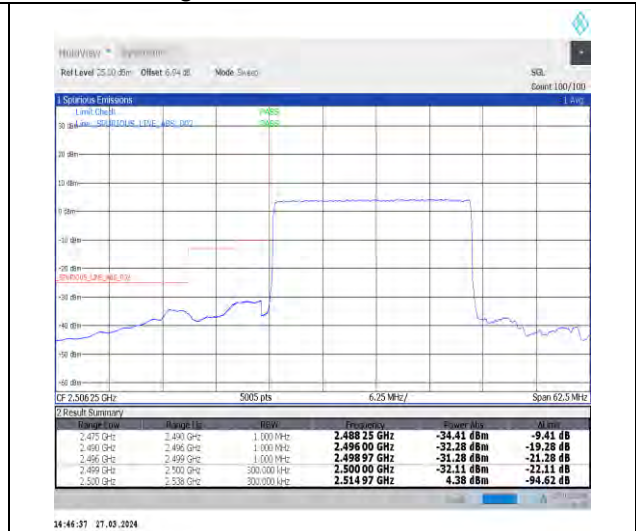 MultiView Spectrum
Ref Level 25.00 dBm Offset 6.94 dB Mode Sweep SGL
Count 100/100
1 Spurious Emissions 1 Avg
Limit Check PASS
30 dBm Line _SPURIOUS_LINE_ABS_002 PASS
20 dBm
10 dBm
0 dBm
-10 dBm
-20 dBm
_SPURIOUS_LINE_ABS_002
-30 dBm
-40 dBm
-50 dBm
-60 dBm
CF 2.50625 GHz 5005 pts 6.25 MHz/ Span 62.5 MHz
2 Result Summary
Range Low Range Up RBW Frequency Power Abs ΔLimit
2.475 GHz 2.490 GHz 1.000 MHz 2.488 25 GHz -34.41 dBm -9.41 dB
2.490 GHz 2.496 GHz 1.000 MHz 2.496 00 GHz -32.28 dBm -19.28 dB
2.496 GHz 2.499 GHz 1.000 MHz 2.498 97 GHz -31.28 dBm -21.28 dB
2.499 GHz 2.500 GHz 300.000 kHz 2.500 00 GHz -32.11 dBm -22.11 dB
2.500 GHz 2.538 GHz 300.000 kHz 2.514 97 GHz 4.38 dBm -94.62 dB
14:46:37 27.03.2024